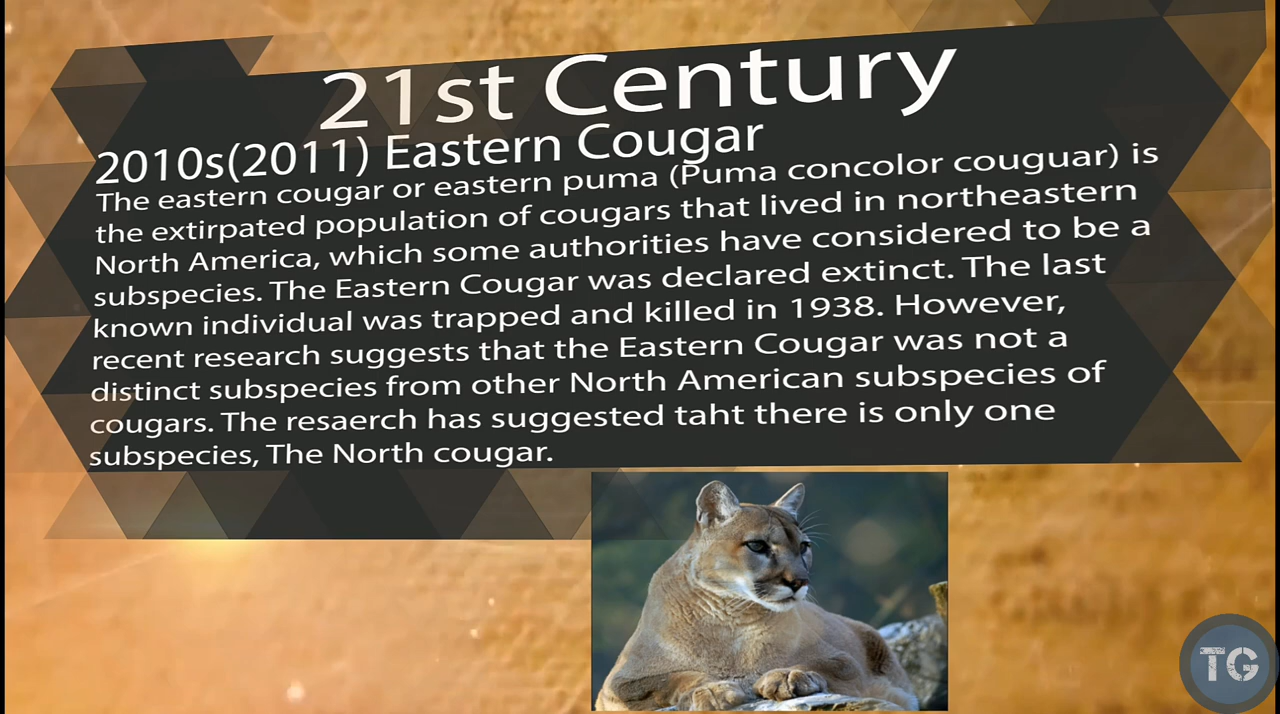 21st Century
2010s(2011) Eastern Cougar
The eastern cougar or eastern puma (Puma concolor couguar) is
the extirpated population of cougars that lived in northeastern
North America, which some authorities have considered to be a
subspecies. The Eastern Cougar was declared extinct. The last
known individual was trapped and killed in 1938. However,
recent research suggests that the Eastern Cougar was not a
distinct subspecies from other North American subspecies of
cougars. The resaerch has suggested taht there is only one
subspecies, The North cougar.
TG